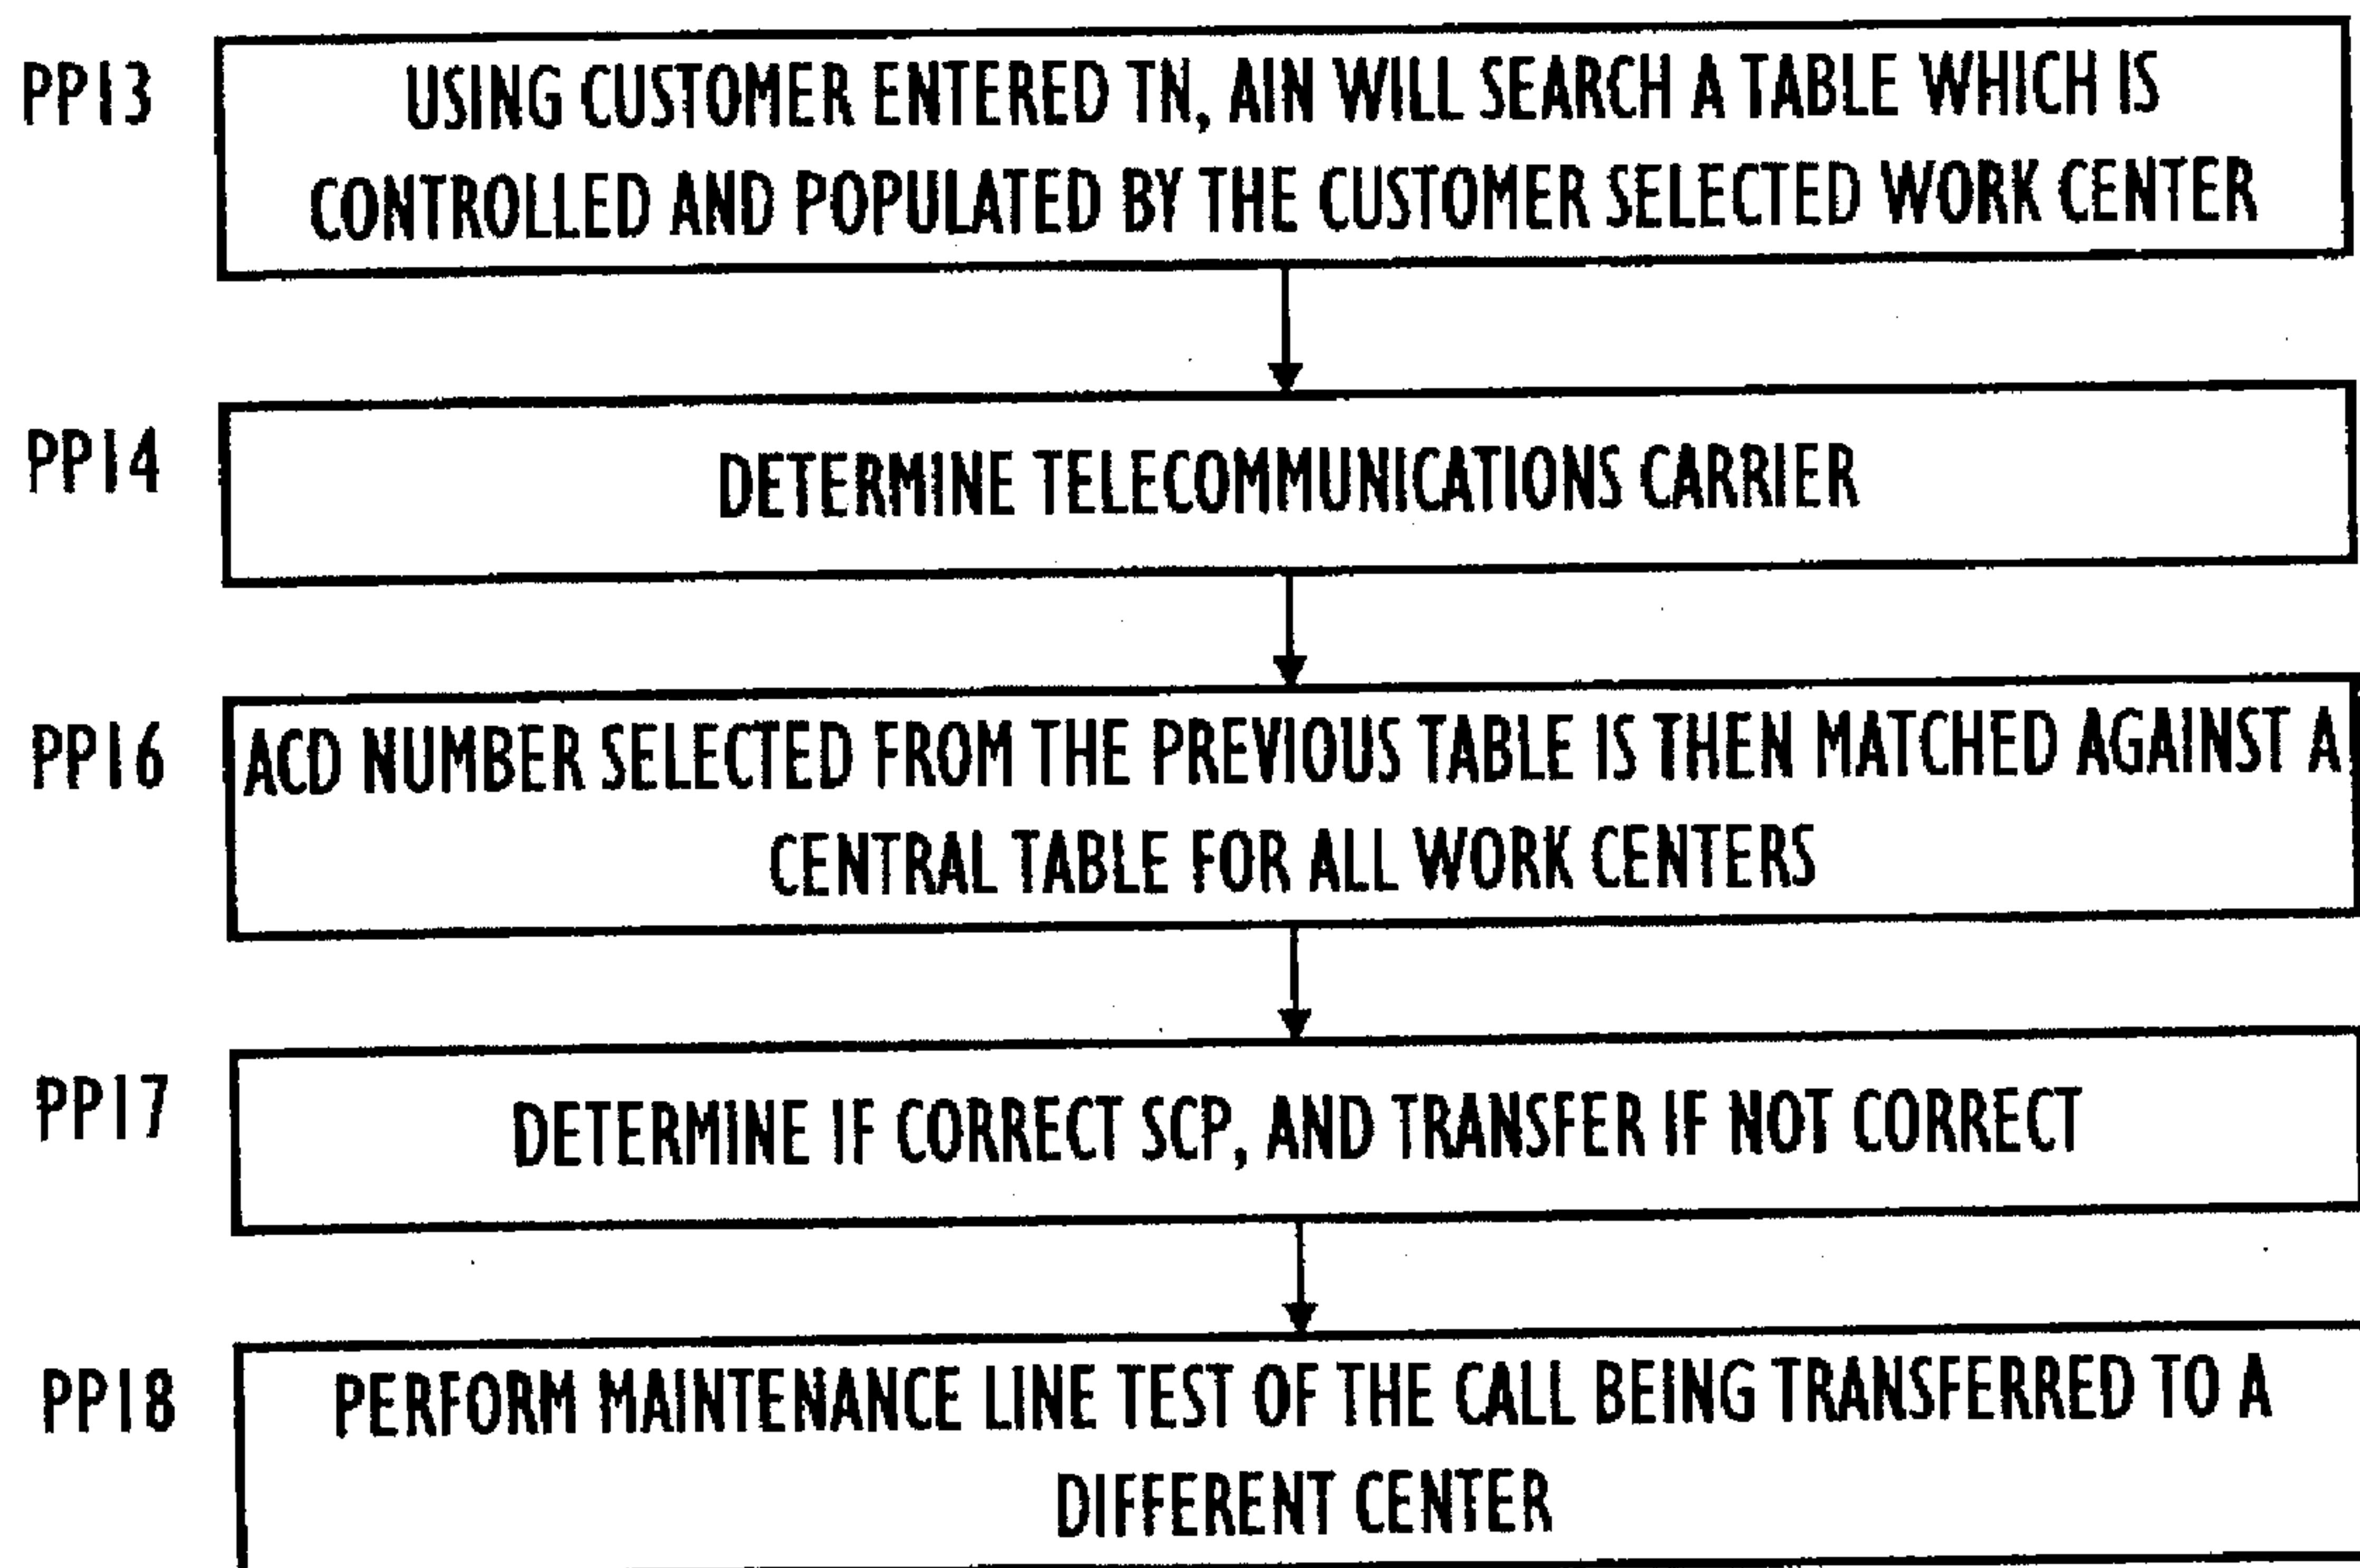 PP13
USING CUSTOMER ENTERED TN, AIN WILL SEARCH A TABLE WHICH IS
CONTROLLED AND POPULATED BY THE CUSTOMER SELECTED WORK CENTER
PP14
DETERMINE TELECOMMUNICATIONS CARRIER
PP16
ACD NUMBER SELECTED FROM THE PREVIOUS TABLE IS THEN MATCHED AGAINST A
CENTRAL TABLE FOR ALL WORK CENTERS
PP17
DETERMINE IF CORRECT SCP, AND TRANSFER IF NOT CORRECT
PP18
PERFORM MAINTENANCE LINE TEST OF THE CALL BEING TRANSFERRED TO A
DIFFERENT CENTER